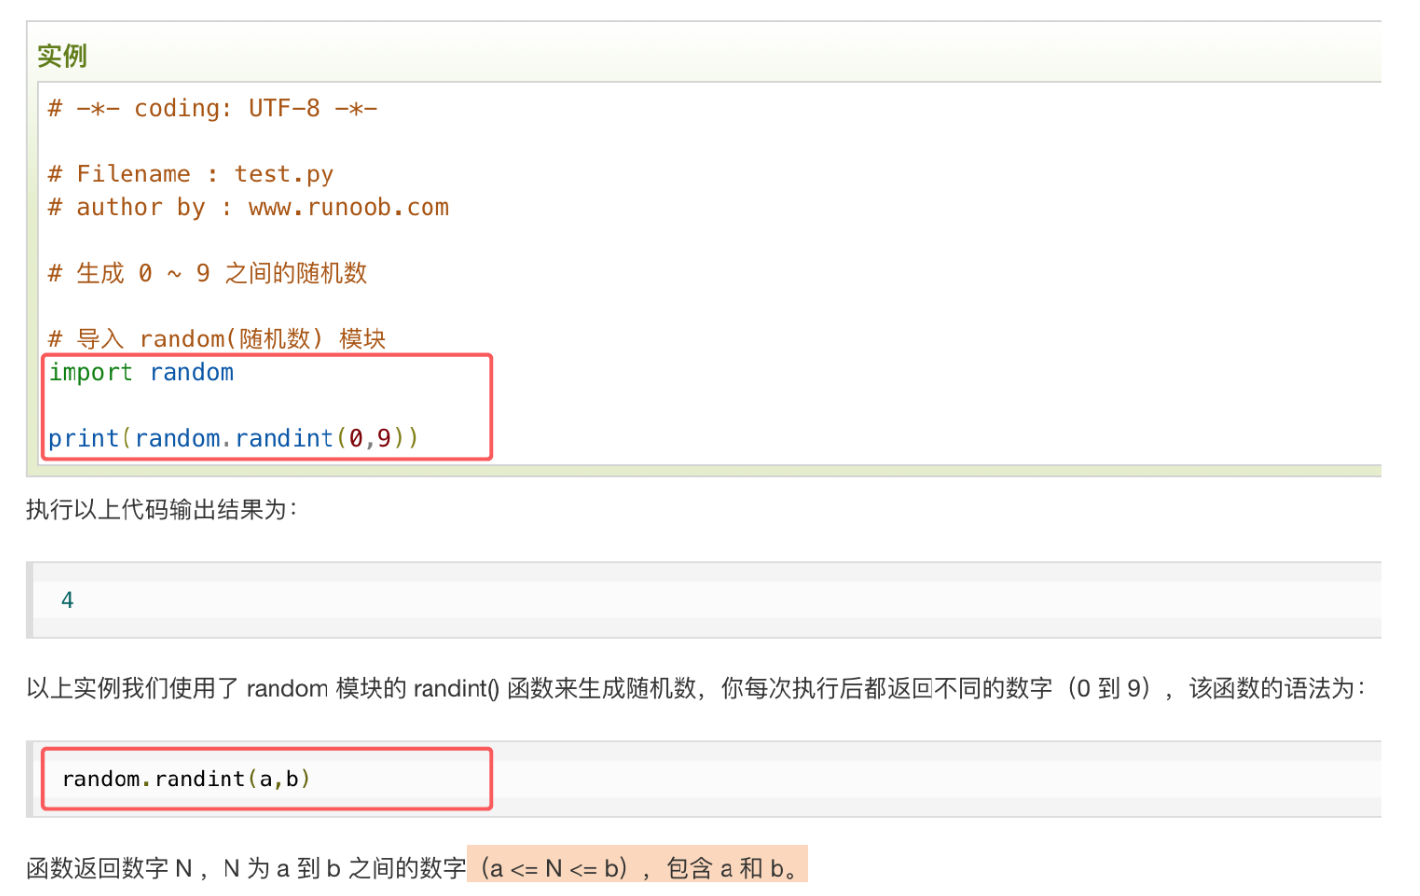 实例
# -*- coding: UTF-8 -*-
# Filename : test.py
# author by : www.runoob.com
# 生成 0 ~ 9 之间的随机数
# 导入 random(随机数) 模块
import random
print(random.randint(0,9))
执行以上代码输出结果为：
4
以上实例我们使用了 random 模块的 randint() 函数来生成随机数，你每次执行后都返回不同的数字（0 到 9），该函数的语法为：
random.randint(a,b)
函数返回数字 N ，N 为 a 到 b 之间的数字（a <= N <= b），包含 a 和 b。